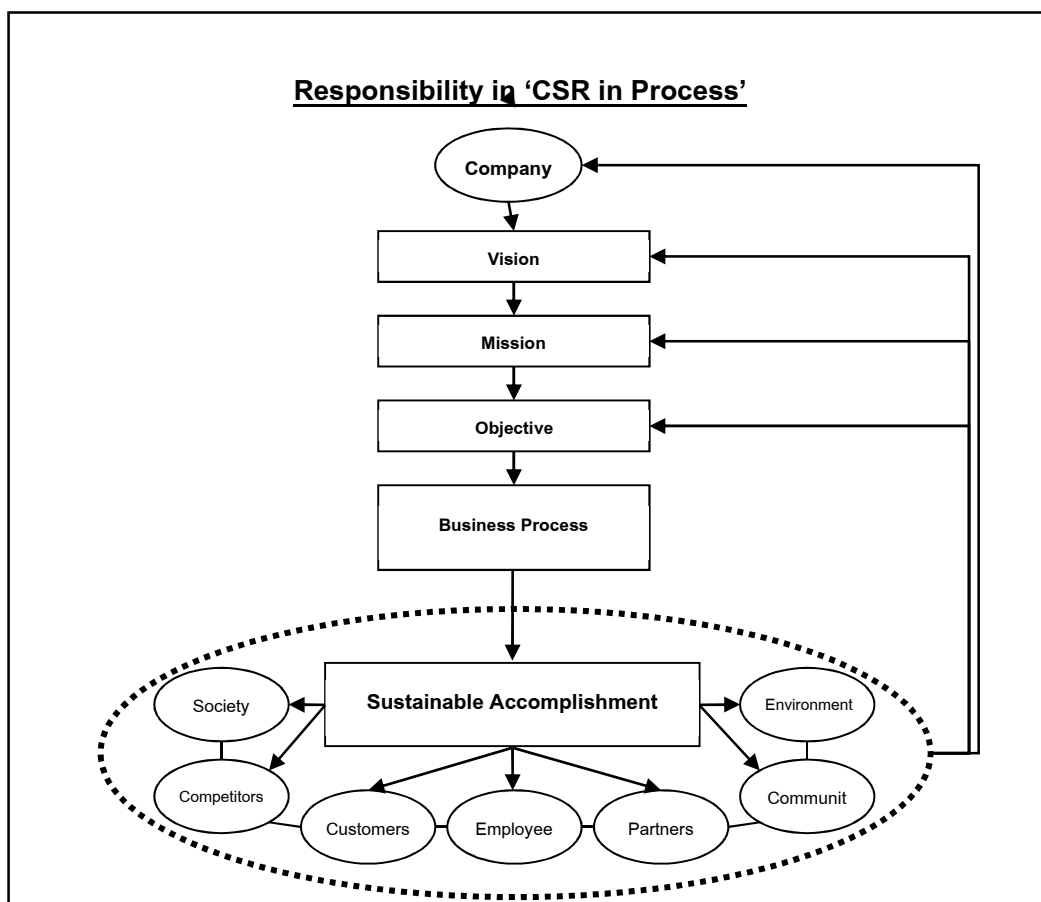 Responsibility in ‘CSR in Process’
Company
Vision
Mission
Objective
Business Process
Sustainable Accomplishment
Society
Environment
Competitors
Communit
Customers
Employee
Partners